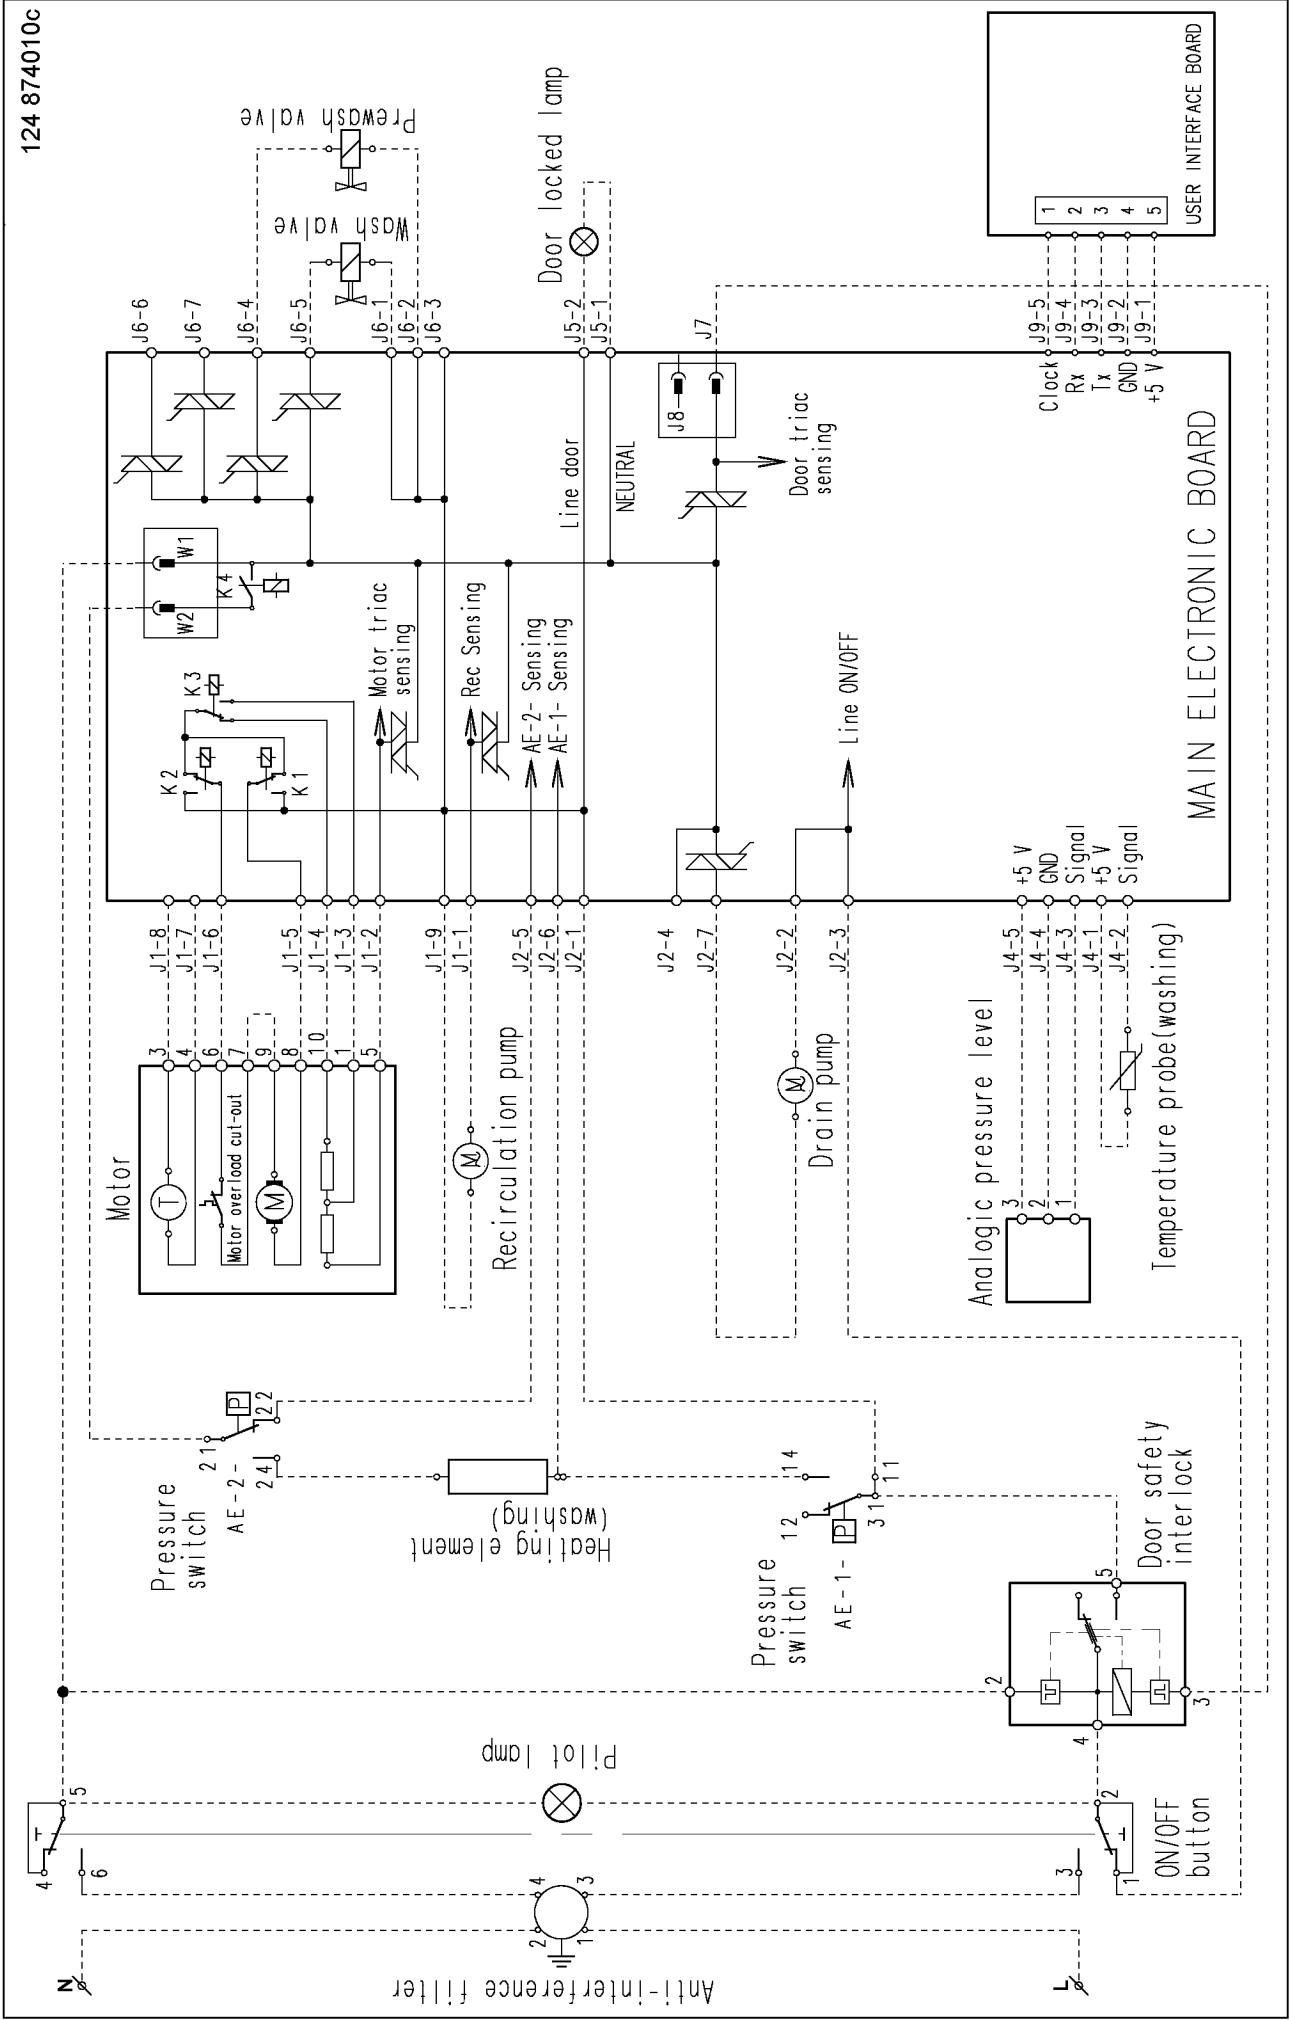 124 874010c
Prewash valve
Wash valve
Door locked lamp
J6-6
J6-7
J6-4
J6-5
J6-1
J6-2
J6-3
J5-2
J5-1
J7
J9-5
J9-4
J9-3
J9-2
J9-1
1
2
3
4
5
USER INTERFACE BOARD
Clock
Rx
Tx
GND
+5 V
J8
Door triac
sensing
Line door
NEUTRAL
W1
W2
K4
K3
K2
K1
Motor triac
sensing
Rec Sensing
AE-2- Sensing
AE-1- Sensing
Line ON/OFF
MAIN ELECTRONIC BOARD
+5 V
GND
Signal
+5 V
Signal
J1-8
J1-7
J1-6
J1-5
J1-4
J1-3
J1-2
J1-9
J1-1
J2-5
J2-6
J2-1
J2-4
J2-7
J2-2
J2-3
J4-5
J4-4
J4-3
J4-1
J4-2
3
4
6
7
9
8
10
1
5
Motor
T
Motor overload cut-out
M
M
Recirculation pump
M
Drain pump
Analogic pressure level
3
2
1
Temperature probe(washing)
Pressure
switch
AE-2-
P
21
22
24
Heating element
(washing)
Pressure
switch
AE-1-
P
14
12
11
31
Door safety
interlock
2
5
4
3
Pilot lamp
ON/OFF
button
5
4
6
2
3
1
4
3
2
1
Anti-interference filter
N
L